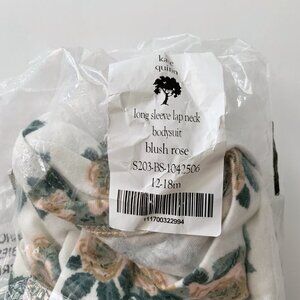 kate
quinn
long sleeve lap neck
bodysuit
blush rose
S203-BS-1042506
12-18m
11700322994